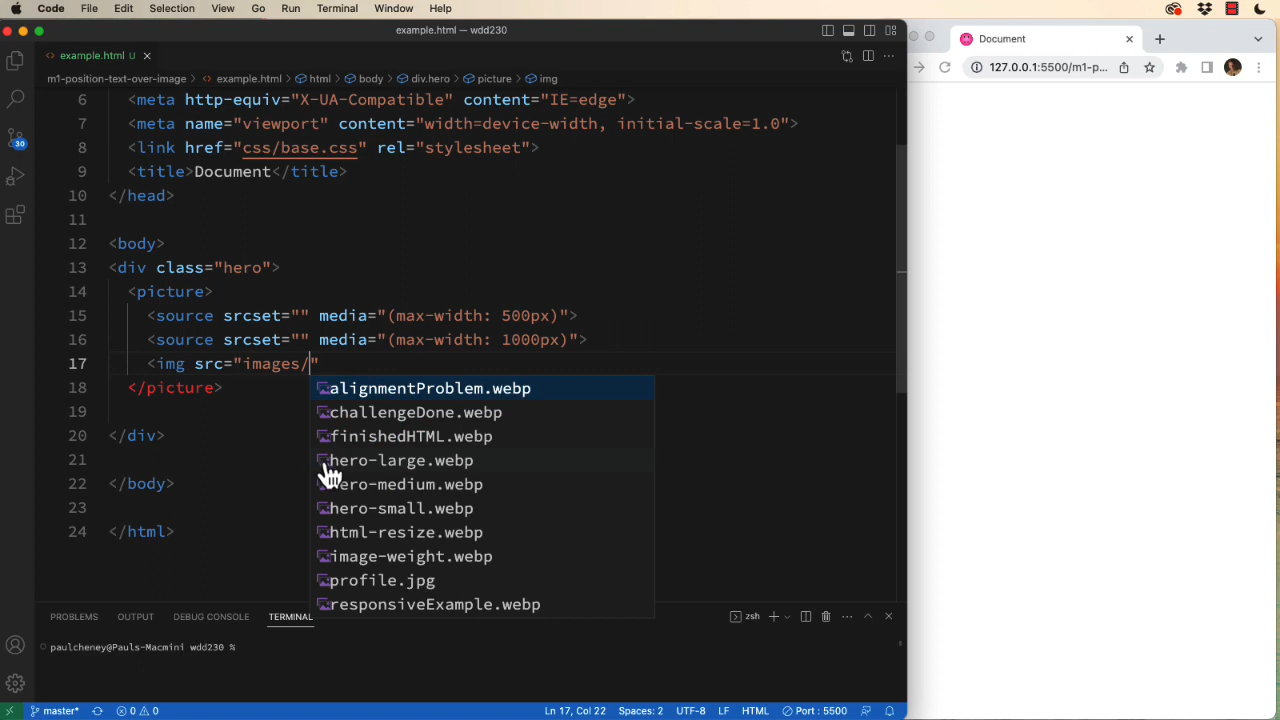 Code File Edit Selection View Go Run Terminal Window Help
example.html — wdd230
example.html U
m1-position-text-over-image > example.html > html > body > div.hero > picture > img
6 <meta http-equiv="X-UA-Compatible" content="IE=edge">
7 <meta name="viewport" content="width=device-width, initial-scale=1.0">
8 <link href="css/base.css" rel="stylesheet">
9 <title>Document</title>
10 </head>
11
12 <body>
13 <div class="hero">
14 <picture>
15 <source srcset="" media="(max-width: 500px)">
16 <source srcset="" media="(max-width: 1000px)">
17 <img src="images/"
18 </picture>
19
20 </div>
21
22 </body>
23
24 </html>
alignmentProblem.webp
challengeDone.webp
finishedHTML.webp
hero-large.webp
hero-medium.webp
hero-small.webp
html-resize.webp
image-weight.webp
profile.jpg
responsiveExample.webp
30
PROBLEMS OUTPUT DEBUG CONSOLE TERMINAL
zsh
paulcheney@Pauls-Macmini wdd230 %
master* 0 0 Ln 17, Col 22 Spaces: 2 UTF-8 LF HTML Port : 5500
Document
127.0.0.1:5500/m1-p...